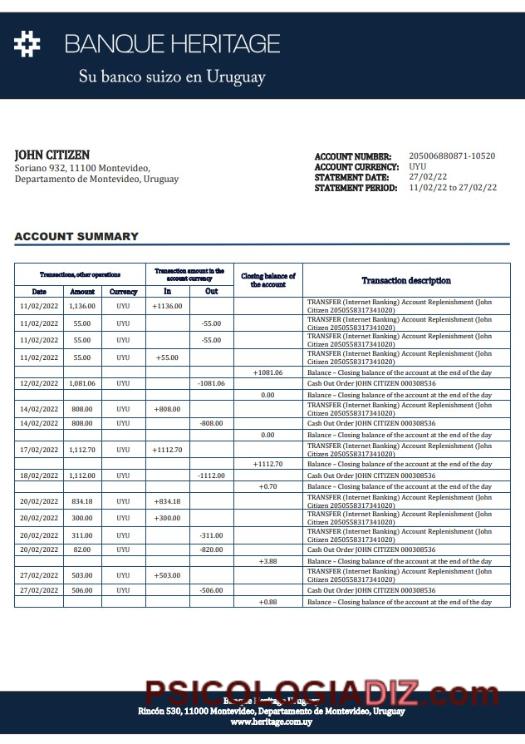 BANQUE HERITAGE
Su banco suizo en Uruguay
JOHN CITIZEN
Soriano 932, 11100 Montevideo,
Departamento de Montevideo, Uruguay
ACCOUNT NUMBER: 205006880871-10520
ACCOUNT CURRENCY: UYU
STATEMENT DATE: 27/02/22
STATEMENT PERIOD: 11/02/22 to 27/02/22
ACCOUNT SUMMARY
Transactions, other operations
Transaction amount in the
account currency
Closing balance of
the account
Transaction description
Date Amount Currency In Out
11/02/2022 1,136.00 UYU +1136.00 TRANSFER (Internet Banking) Account Replenishment (John
Citizen 2050558317341020)
11/02/2022 55.00 UYU -55.00 TRANSFER (Internet Banking) Account Replenishment (John
Citizen 2050558317341020)
11/02/2022 55.00 UYU -55.00 TRANSFER (Internet Banking) Account Replenishment (John
Citizen 2050558317341020)
11/02/2022 55.00 UYU +55.00 TRANSFER (Internet Banking) Account Replenishment (John
Citizen 2050558317341020)
+1081.06 Balance – Closing balance of the account at the end of the day
12/02/2022 1,081.06 UYU -1081.06 Cash Out Order JOHN CITIZEN 000308536
0.00 Balance – Closing balance of the account at the end of the day
14/02/2022 808.00 UYU +808.00 TRANSFER (Internet Banking) Account Replenishment (John
Citizen 2050558317341020)
14/02/2022 808.00 UYU -808.00 Cash Out Order JOHN CITIZEN 000308536
0.00 Balance – Closing balance of the account at the end of the day
17/02/2022 1,112.70 UYU +1112.70 TRANSFER (Internet Banking) Account Replenishment (John
Citizen 2050558317341020)
+1112.70 Balance – Closing balance of the account at the end of the day
18/02/2022 1,112.00 UYU -1112.00 Cash Out Order JOHN CITIZEN 000308536
+0.70 Balance – Closing balance of the account at the end of the day
20/02/2022 834.18 UYU +834.18 TRANSFER (Internet Banking) Account Replenishment (John
Citizen 2050558317341020)
20/02/2022 300.00 UYU +300.00 TRANSFER (Internet Banking) Account Replenishment (John
Citizen 2050558317341020)
20/02/2022 311.00 UYU -311.00 TRANSFER (Internet Banking) Account Replenishment (John
Citizen 2050558317341020)
20/02/2022 82.00 UYU -820.00 Cash Out Order JOHN CITIZEN 000308536
+3.88 Balance – Closing balance of the account at the end of the day
27/02/2022 503.00 UYU +503.00 TRANSFER (Internet Banking) Account Replenishment (John
Citizen 2050558317341020)
27/02/2022 506.00 UYU -506.00 Cash Out Order JOHN CITIZEN 000308536
+0.88 Balance – Closing balance of the account at the end of the day
PSICOLOGIADIZ.com
Banque Heritage Uruguay
Rincón 530, 11000 Montevideo, Departamento de Montevideo, Uruguay
www.heritage.com.uy